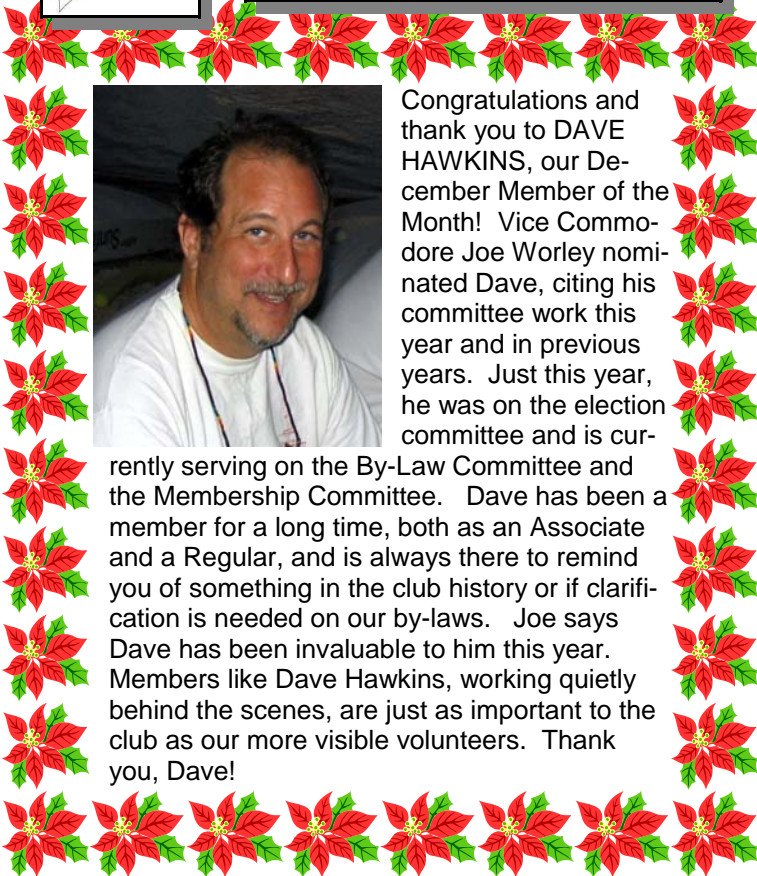 Congratulations and
thank you to DAVE
HAWKINS, our De-
cember Member of the
Month!  Vice Commo-
dore Joe Worley nomi-
nated Dave, citing his
committee work this
year and in previous
years.  Just this year,
he was on the election
committee and is cur-
rently serving on the By-Law Committee and
the Membership Committee.   Dave has been a
member for a long time, both as an Associate
and a Regular, and is always there to remind
you of something in the club history or if clarifi-
cation is needed on our by-laws.   Joe says
Dave has been invaluable to him this year.
Members like Dave Hawkins, working quietly
behind the scenes, are just as important to the
club as our more visible volunteers.  Thank
you, Dave!